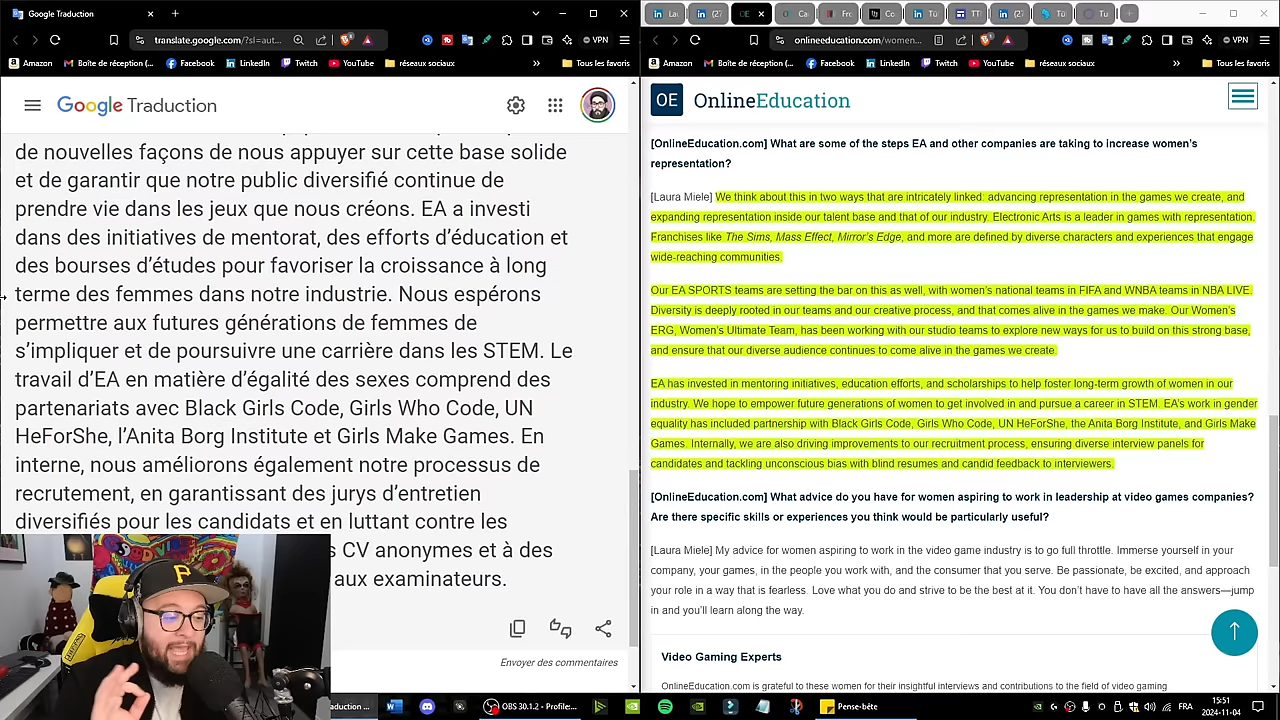 Google Traduction
translate.google.com/?sl=aut...
VPN
Amazon
Boîte de réception (...
Facebook
LinkedIn
Twitch
YouTube
réseaux sociaux
Tous les favoris
Google Traduction
de nouvelles façons de nous appuyer sur cette base solide
et de garantir que notre public diversifié continue de
prendre vie dans les jeux que nous créons. EA a investi
dans des initiatives de mentorat, des efforts d’éducation et
des bourses d’études pour favoriser la croissance à long
terme des femmes dans notre industrie. Nous espérons
permettre aux futures générations de femmes de
s’impliquer et de poursuivre une carrière dans les STEM. Le
travail d’EA en matière d’égalité des sexes comprend des
partenariats avec Black Girls Code, Girls Who Code, UN
HeForShe, l’Anita Borg Institute et Girls Make Games. En
interne, nous améliorons également notre processus de
recrutement, en garantissant des jurys d’entretien
diversifiés pour les candidats et en luttant contre les
CV anonymes et à des
aux examinateurs.
Envoyer des commentaires
OE
onlineeducation.com/women...
VPN
Amazon
Boîte de réception (...
Facebook
LinkedIn
Twitch
YouTube
réseaux sociaux
Tous les favoris
OE OnlineEducation
[OnlineEducation.com] What are some of the steps EA and other companies are taking to increase women’s
representation?
[Laura Miele] We think about this in two ways that are intricately linked: advancing representation in the games we create, and
expanding representation inside our talent base and that of our industry. Electronic Arts is a leader in games with representation.
Franchises like The Sims, Mass Effect, Mirror’s Edge, and more are defined by diverse characters and experiences that engage
wide-reaching communities.
Our EA SPORTS teams are setting the bar on this as well, with women’s national teams in FIFA and WNBA teams in NBA LIVE.
Diversity is deeply rooted in our teams and our creative process, and that comes alive in the games we make. Our Women’s
ERG, Women’s Ultimate Team, has been working with our studio teams to explore new ways for us to build on this strong base,
and ensure that our diverse audience continues to come alive in the games we create.
EA has invested in mentoring initiatives, education efforts, and scholarships to help foster long-term growth of women in our
industry. We hope to empower future generations of women to get involved in and pursue a career in STEM. EA’s work in gender
equality has included partnership with Black Girls Code, Girls Who Code, UN HeForShe, the Anita Borg Institute, and Girls Make
Games. Internally, we are also driving improvements to our recruitment process, ensuring diverse interview panels for
candidates and tackling unconscious bias with blind resumes and candid feedback to interviewers.
[OnlineEducation.com] What advice do you have for women aspiring to work in leadership at video games companies?
Are there specific skills or experiences you think would be particularly useful?
[Laura Miele] My advice for women aspiring to work in the video game industry is to go full throttle. Immerse yourself in your
company, your games, in the people you work with, and the consumer that you serve. Be passionate, be excited, and approach
your role in a way that is fearless. Love what you do and strive to be the best at it. You don’t have to have all the answers—jump
in and you’ll learn along the way.
Video Gaming Experts
OnlineEducation.com is grateful to these women for their insightful interviews and contributions to the field of video gaming
OBS 30.1.2 - Profile:...
Pense-bête
FRA
15:51
2024-11-04